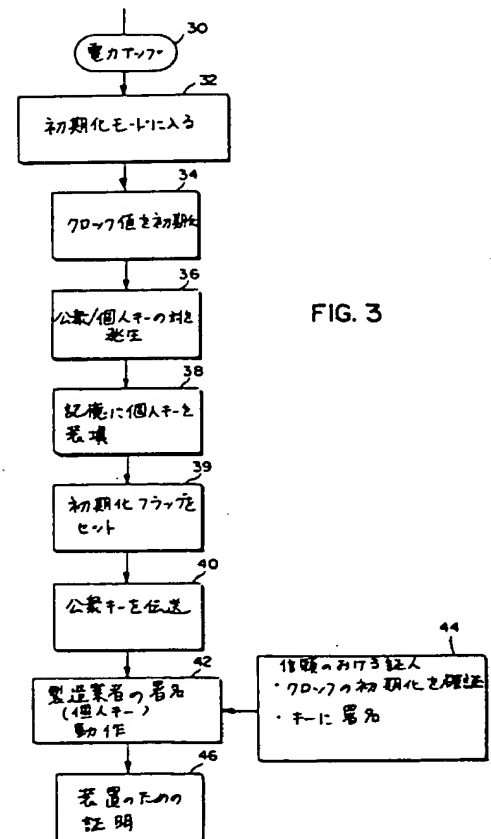 30
電力アップ
32
初期化モードに入る
34
クロック値を初期化
36
公衆/個人キーの対を
発生
38
記憶に個人キーを
装填
39
初期化フラッグを
セット
40
公衆キーを伝送
42
製造業者の署名
(個人キー)
動作
44
信頼のおける証人
・クロックの初期化を確証
・キーに署名
46
装置のための
証明
FIG. 3